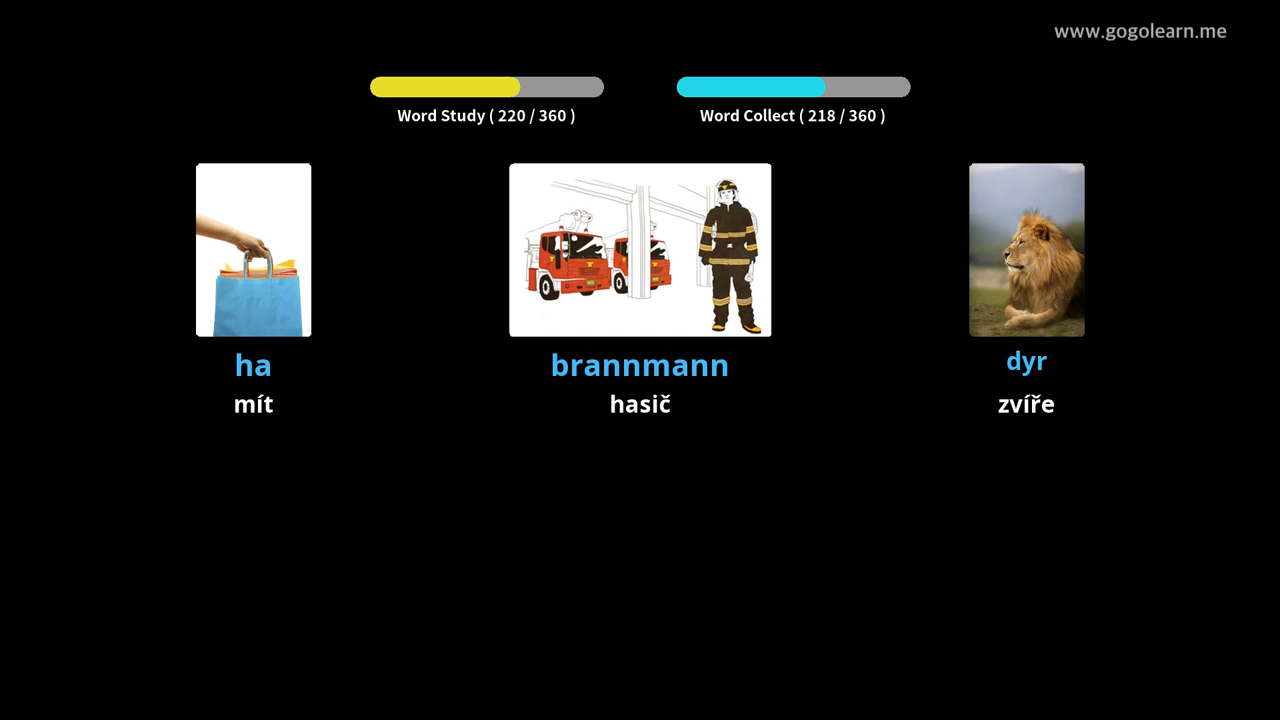 www.gogolearn.me
Word Study ( 220 / 360 )
Word Collect ( 218 / 360 )
ha
mít
brannmann
hasič
dyr
zvíře